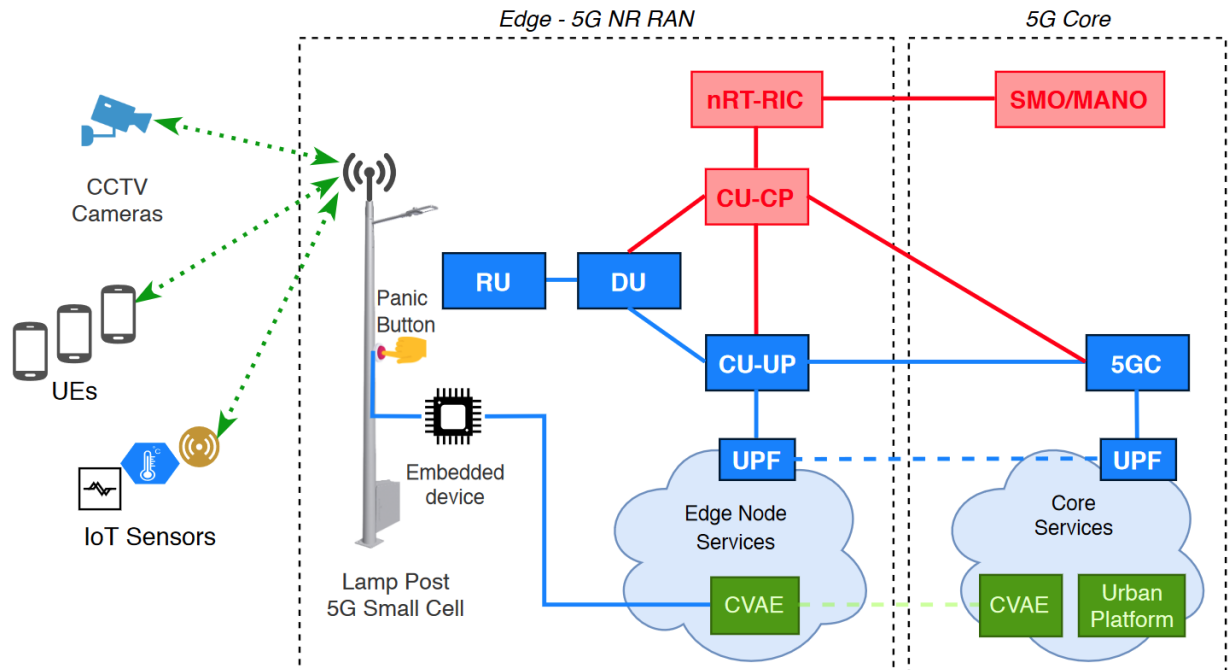 Edge - 5G NR RAN
5G Core
nRT-RIC
SMO/MANO
CCTV
Cameras
CU-CP
RU
DU
Panic
Button
CU-UP
5GC
UEs
UPF
UPF
Embedded
device
Edge Node
Services
Core
Services
°C
IoT Sensors
Lamp Post
5G Small Cell
CVAE
CVAE
Urban
Platform